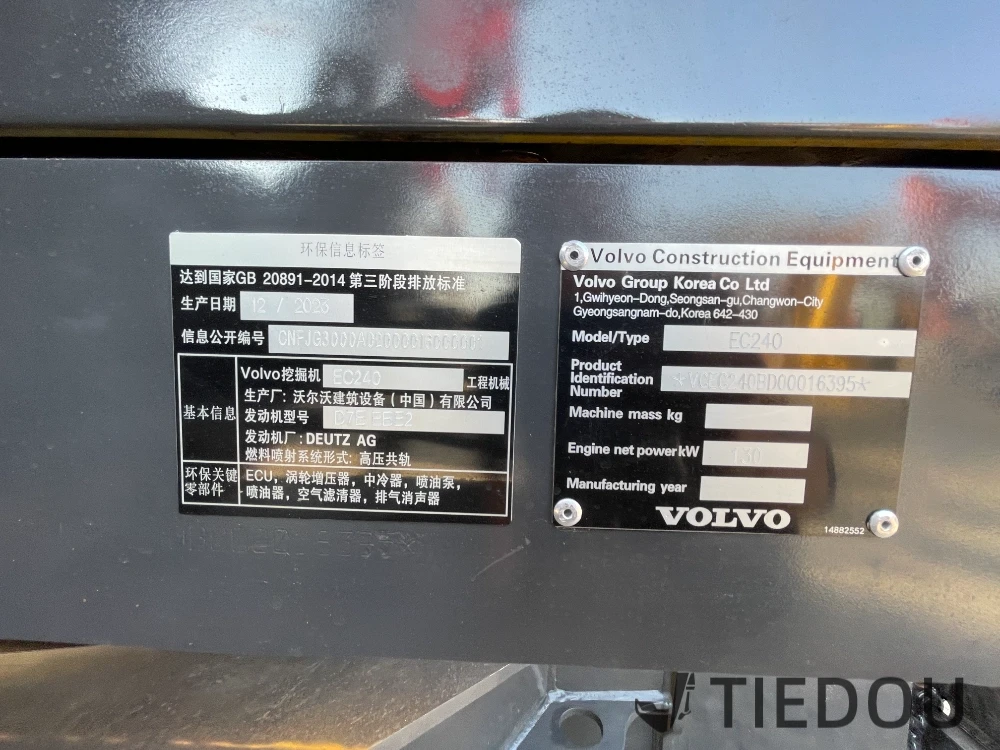 环保信息标签
达到国家GB 20891-2014 第三阶段排放标准
生产日期 12 / 2023
信息公开编号
基本信息
Volvo挖掘机 EC240 工程机械
生产厂: 沃尔沃建筑设备（中国）有限公司
发动机型号
发动机厂: DEUTZ AG
燃料喷射系统形式: 高压共轨
环保关键零部件
ECU，涡轮增压器，中冷器，喷油泵，
喷油器，空气滤清器，排气消声器
Volvo Construction Equipment
Volvo Group Korea Co Ltd
1,Gwihyeon-Dong,Seongsan-gu,Changwon-City
Gyeongsangnam-do,Korea 642-430
Model/Type EC240
Product
Identification
Number
Machine mass kg
Engine net power kW 130
Manufacturing year
VOLVO
14882552
TIEDOU